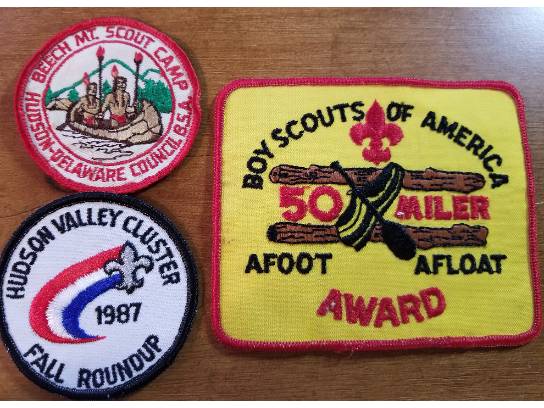 BEECH MT. SCOUT CAMP
HUDSON-DELAWARE COUNCIL B.S.A.
HUDSON VALLEY CLUSTER
1987
FALL ROUNDUP
BOY SCOUTS OF AMERICA
50 MILER
AFOOT AFLOAT
AWARD